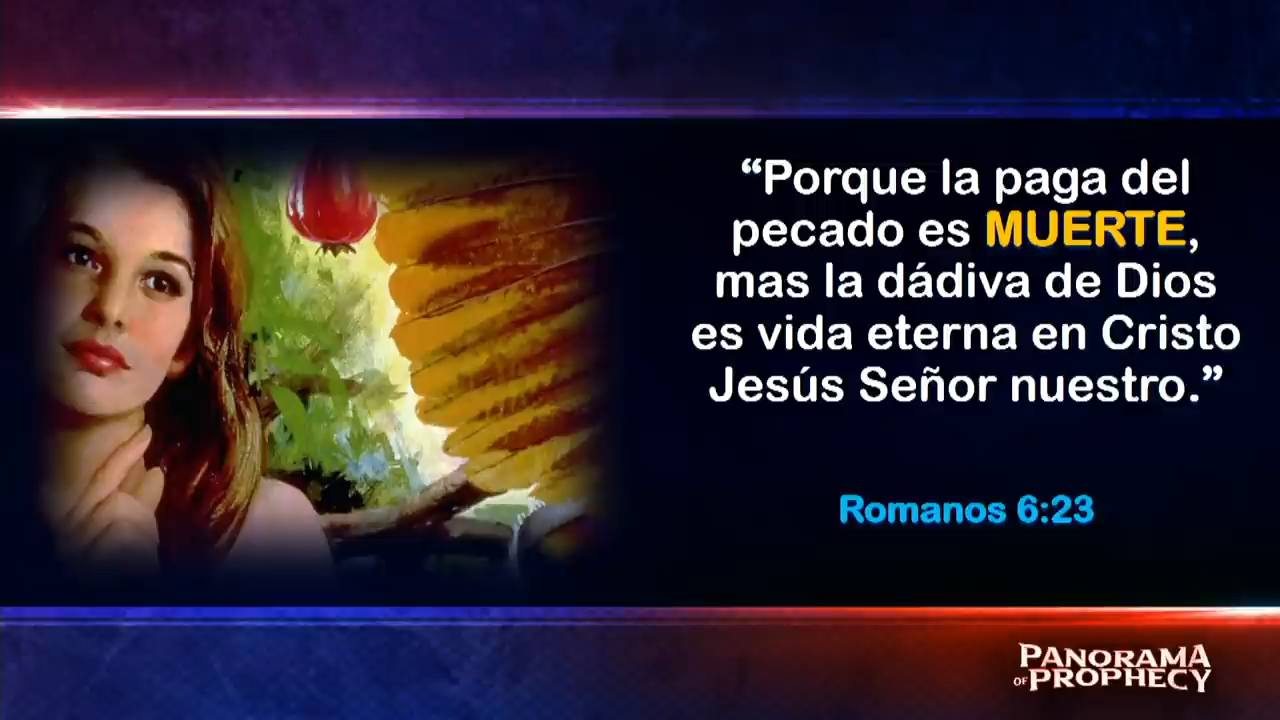 “Porque la paga del
pecado es MUERTE,
mas la dádiva de Dios
es vida eterna en Cristo
Jesús Señor nuestro.”
Romanos 6:23
PANORAMA
OF PROPHECY